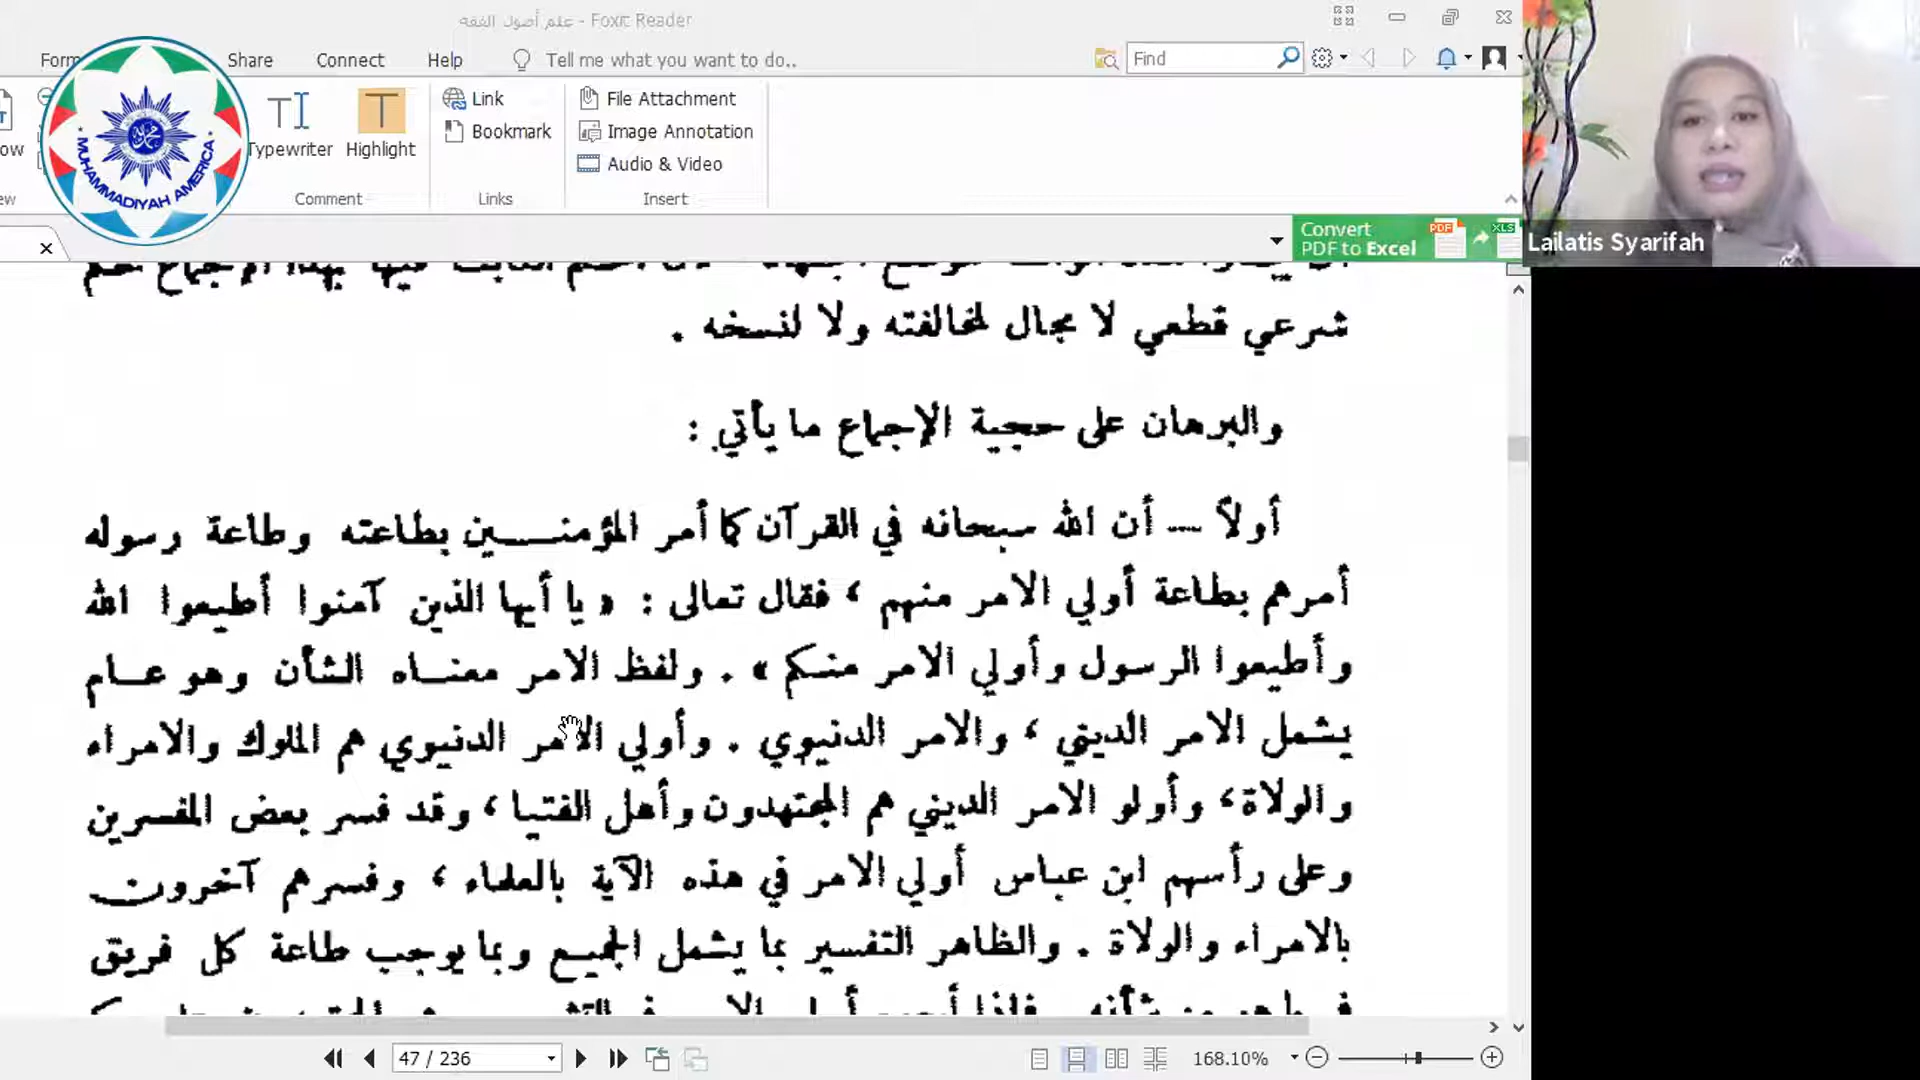 علم أصول الفقه - Foxit Reader
Form
Share
Connect
Help
Tell me what you want to do..
Find
Typewriter
Highlight
Link
Bookmark
File Attachment
Image Annotation
Audio & Video
Comment
Links
Insert
MUHAMMADIYAH AMERICA
Convert
PDF to Excel
PDF
XLS
Lailatis Syarifah
شرعي قطعي لا مجال لمخالفته ولا لنسخه .
والبرهان على حجية الإجماع ما يأتي :
أولاً — أن الله سبحانه في القرآن كما أمر المؤمنين بطاعته وطاعة رسوله
أمرهم بطاعة أولي الامر منهم ، فقال تعالى : « يا أيها الذين آمنوا أطيعوا الله
وأطيعوا الرسول وأولي الامر منكم » . ولفظ الامر معناه الشأن وهو عام
يشمل الامر الديني ، والامر الدنيوي . وأولي الامر الدنيوي هم الملوك والامراء
والولاة، وأولو الامر الديني هم المجتهدون وأهل الفتيا ، وقد فسر بعض المفسرين
وعلى رأسهم ابن عباس أولي الامر في هذه الآية بالعلماء ، وفسرهم آخرون
بالامراء والولاة . والظاهر التفسير بما يشمل الجميع وبما يوجب طاعة كل فريق
47 / 236
168.10%